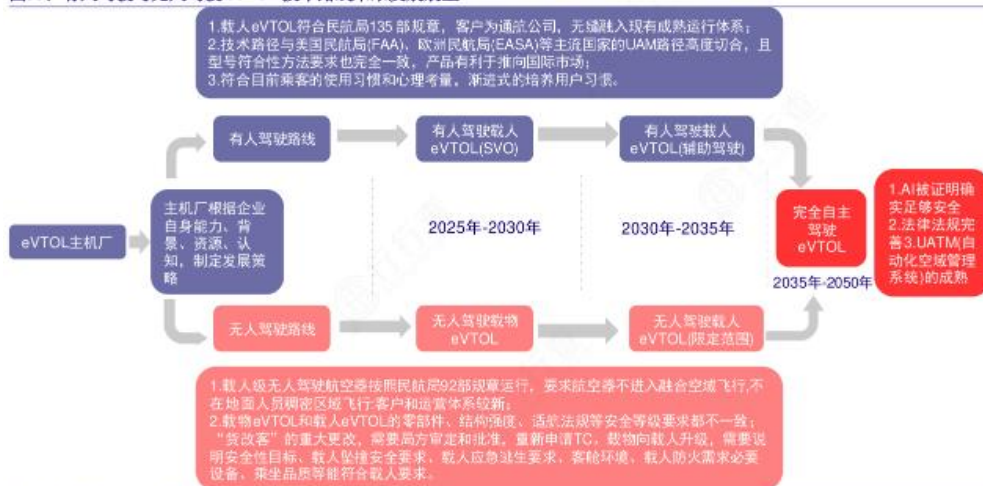 1.载人eVTOL符合民航局135部规章，客户为通航公司，无缝融入现有成熟运行体系；
2.技术路径与美国民航局(FAA)、欧洲民航局(EASA)等主流国家的UAM路径高度切合，且
型号符合性方法要求也完全一致，产品有利于推向国际市场；
3.符合目前乘客的使用习惯和心理考量，渐进式的培养用户习惯。
有人驾驶路线
有人驾驶载人
eVTOL(SVO)
有人驾驶载人
eVTOL(辅助驾驶)
eVTOL主机厂
主机厂根据企业
自身能力、背
景、资源、认
知，制定发展策
略
2025年-2030年
2030年-2035年
完全自主
驾驶
eVTOL
2035年-2050年
1.AI被证明确
实足够安全
2.法律法规完
善3.UATM(自
动化空域管理
系统)的成熟
无人驾驶路线
无人驾驶载物
eVTOL
无人驾驶载人
eVTOL(限定范围)
1.载人级无人驾驶航空器按照民航局92部规章运行，要求航空器不进入融合空域飞行,不
在地面人员稠密区域飞行;客户和运营体系较新；
2.载物eVTOL和载人eVTOL的零部件、结构强度、适航法规等安全等级要求都不一致；
“货改客”的重大更改，需要局方审定和批准，重新申请TC，载物向载人升级，需要说
明安全性目标、载人坠撞安全要求、载人应急逃生要求、客舱环境、载人防火需求必要
设备、乘坐品质等能符合载人要求。